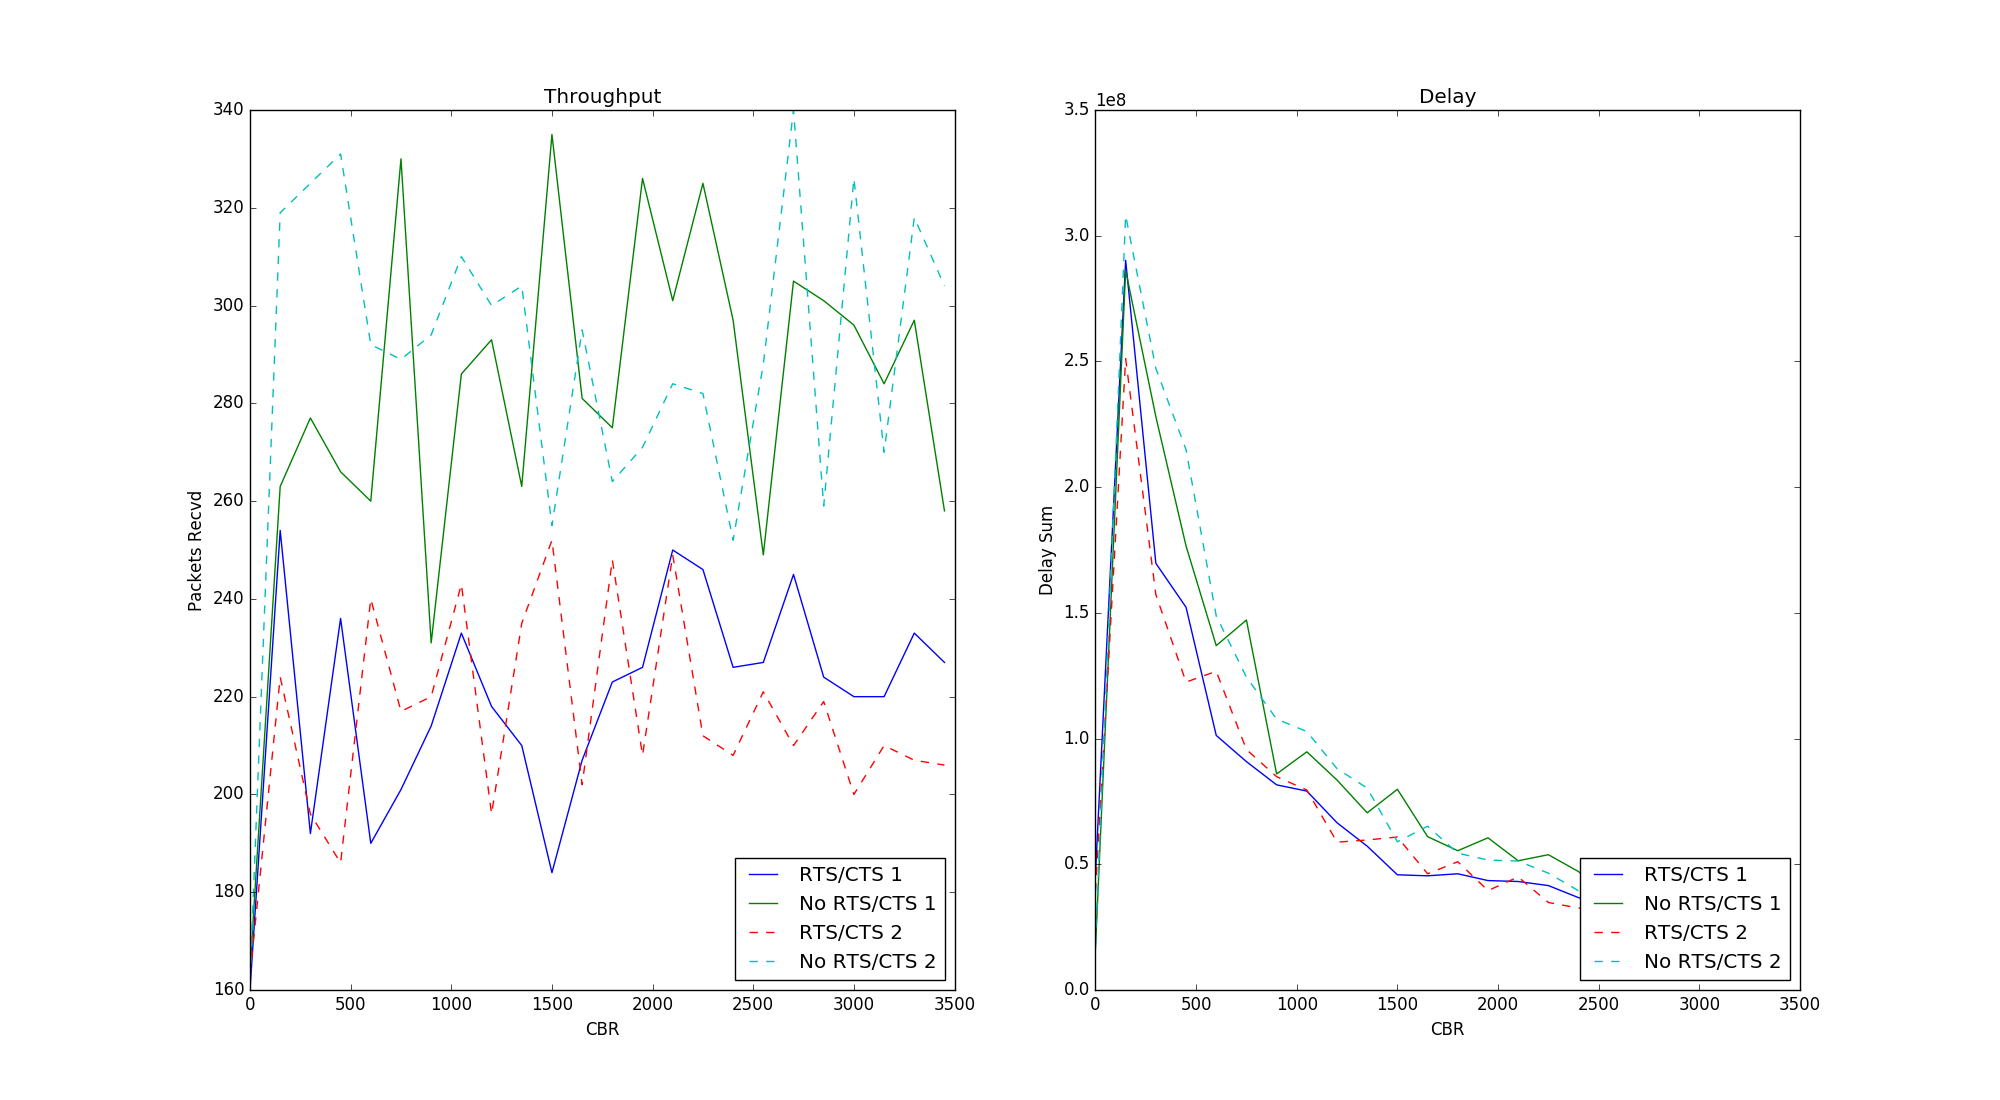 Throughput
340
320
300
280
260
240
220
200
180
160
Packets Recvd
0 500 1000 1500 2000 2500 3000 3500
CBR
RTS/CTS 1
No RTS/CTS 1
RTS/CTS 2
No RTS/CTS 2
Delay
1e8
3.5
3.0
2.5
2.0
1.5
1.0
0.5
0.0
Delay Sum
0 500 1000 1500 2000 2500 3000 3500
CBR
RTS/CTS 1
No RTS/CTS 1
RTS/CTS 2
No RTS/CTS 2